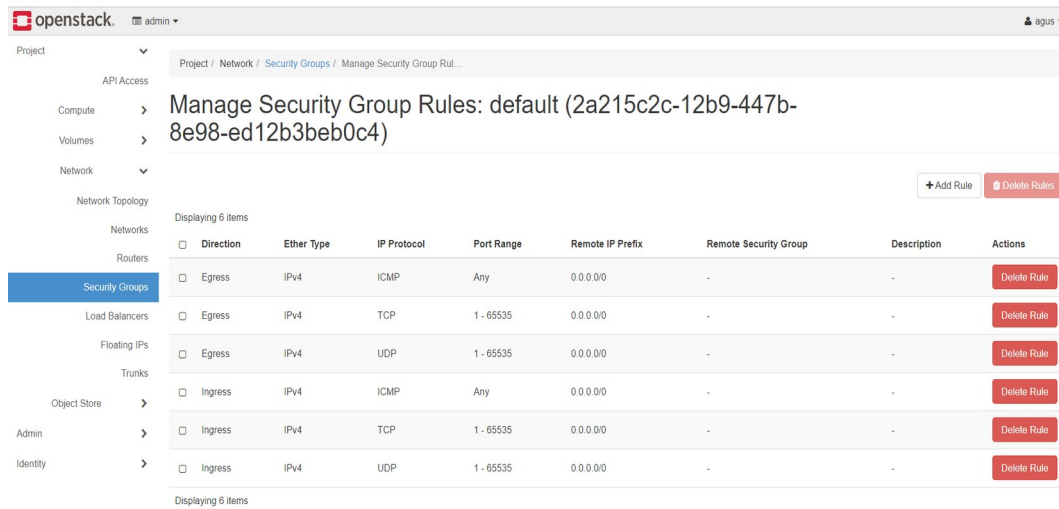 openstack. admin
agus
Project
API Access
Compute
Volumes
Network
Network Topology
Networks
Routers
Security Groups
Load Balancers
Floating IPs
Trunks
Object Store
Admin
Identity
Project / Network / Security Groups / Manage Security Group Rul...
Manage Security Group Rules: default (2a215c2c-12b9-447b-
8e98-ed12b3beb0c4)
+ Add Rule Delete Rules
Displaying 6 items
Direction Ether Type IP Protocol Port Range Remote IP Prefix Remote Security Group Description Actions
Egress IPv4 ICMP Any 0.0.0.0/0 - - Delete Rule
Egress IPv4 TCP 1 - 65535 0.0.0.0/0 - - Delete Rule
Egress IPv4 UDP 1 - 65535 0.0.0.0/0 - - Delete Rule
Ingress IPv4 ICMP Any 0.0.0.0/0 - - Delete Rule
Ingress IPv4 TCP 1 - 65535 0.0.0.0/0 - - Delete Rule
Ingress IPv4 UDP 1 - 65535 0.0.0.0/0 - - Delete Rule
Displaying 6 items